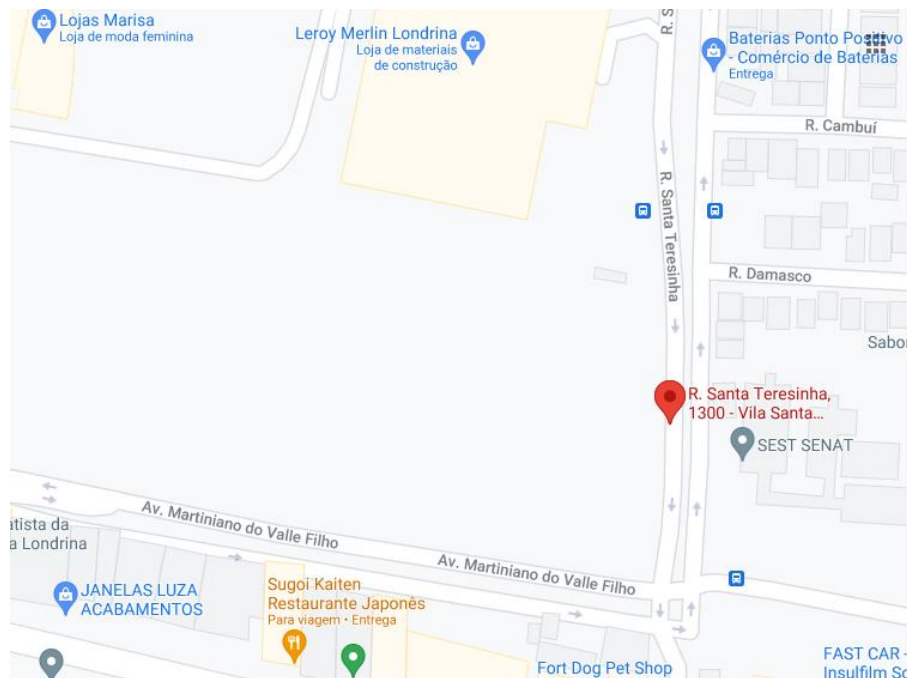 Lojas Marisa
Loja de moda feminina
Leroy Merlin Londrina
Loja de materiais
de construção
R. S
Baterias Ponto Positivo
- Comércio de Baterias
Entrega
R. Cambuí
R. Santa Teresinha
R. Damasco
Sabo
R. Santa Teresinha,
1300 - Vila Santa...
SEST SENAT
Av. Martiniano do Valle Filho
atista da
a Londrina
Av. Martiniano do Valle Filho
JANELAS LUZA
ACABAMENTOS
Sugoi Kaiten
Restaurante Japonês
Para viagem • Entrega
Fort Dog Pet Shop
FAST CAR -
Insulfilm So